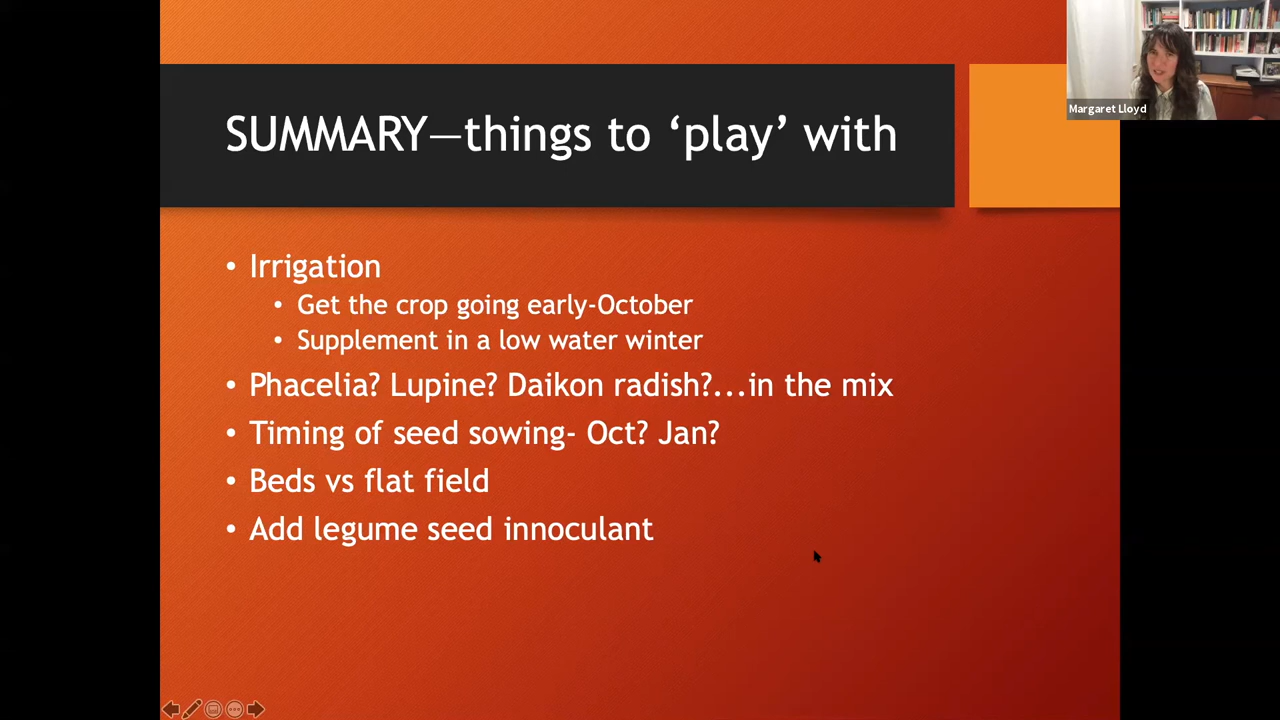 SUMMARY—things to ‘play’ with
Margaret Lloyd
• Irrigation
• Get the crop going early-October
• Supplement in a low water winter
• Phacelia? Lupine? Daikon radish?...in the mix
• Timing of seed sowing- Oct? Jan?
• Beds vs flat field
• Add legume seed innoculant